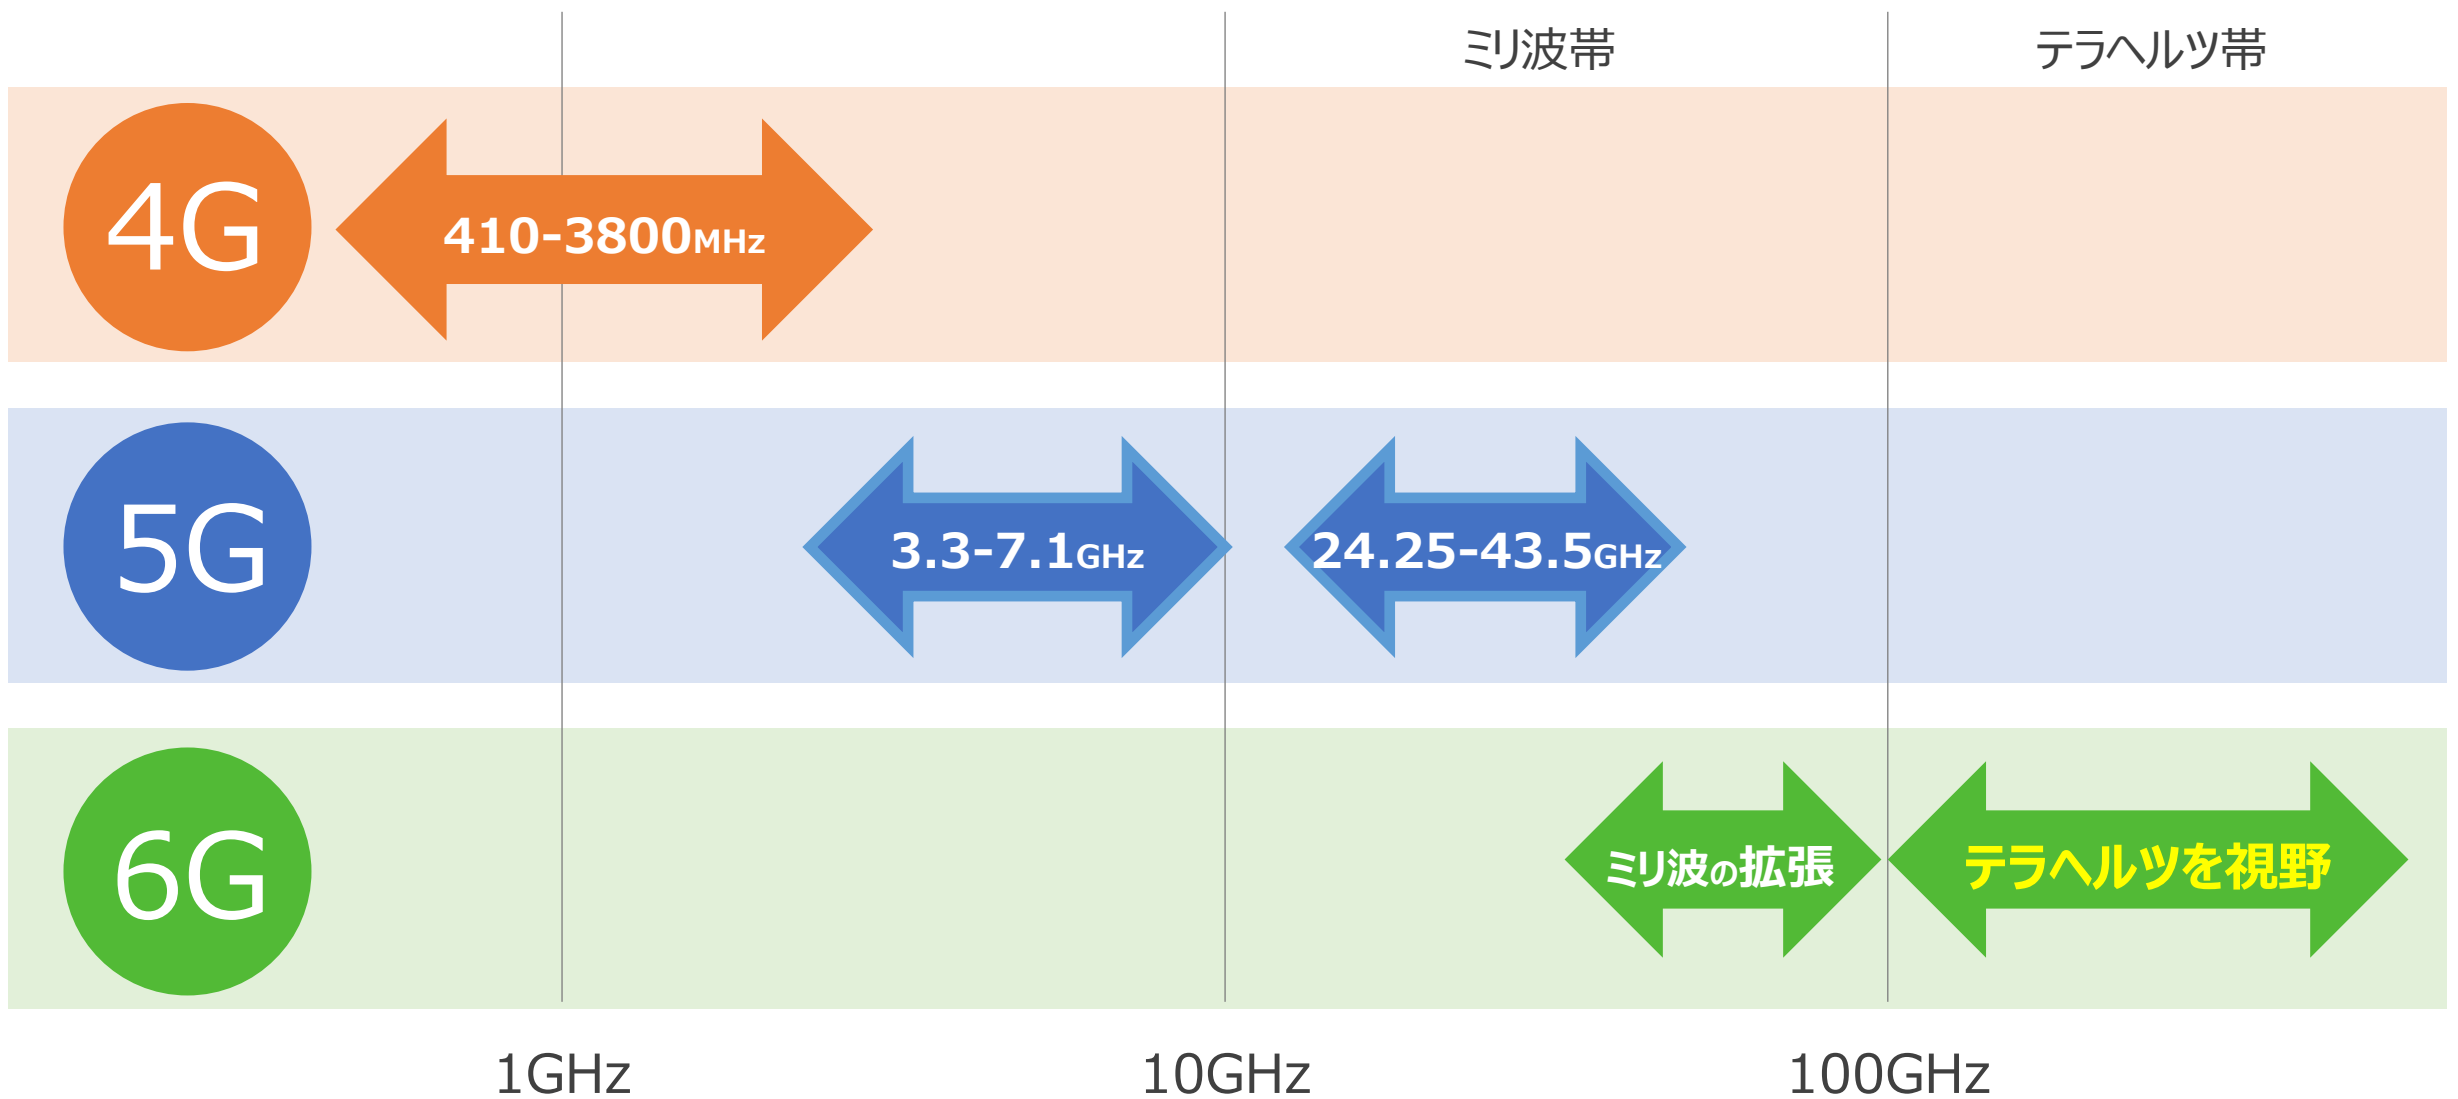 ミリ波帯
テラヘルツ帯
4G
410-3800MHz
5G
3.3-7.1GHz
24.25-43.5GHz
6G
ミリ波の拡張
テラヘルツを視野
1GHz
10GHz
100GHz